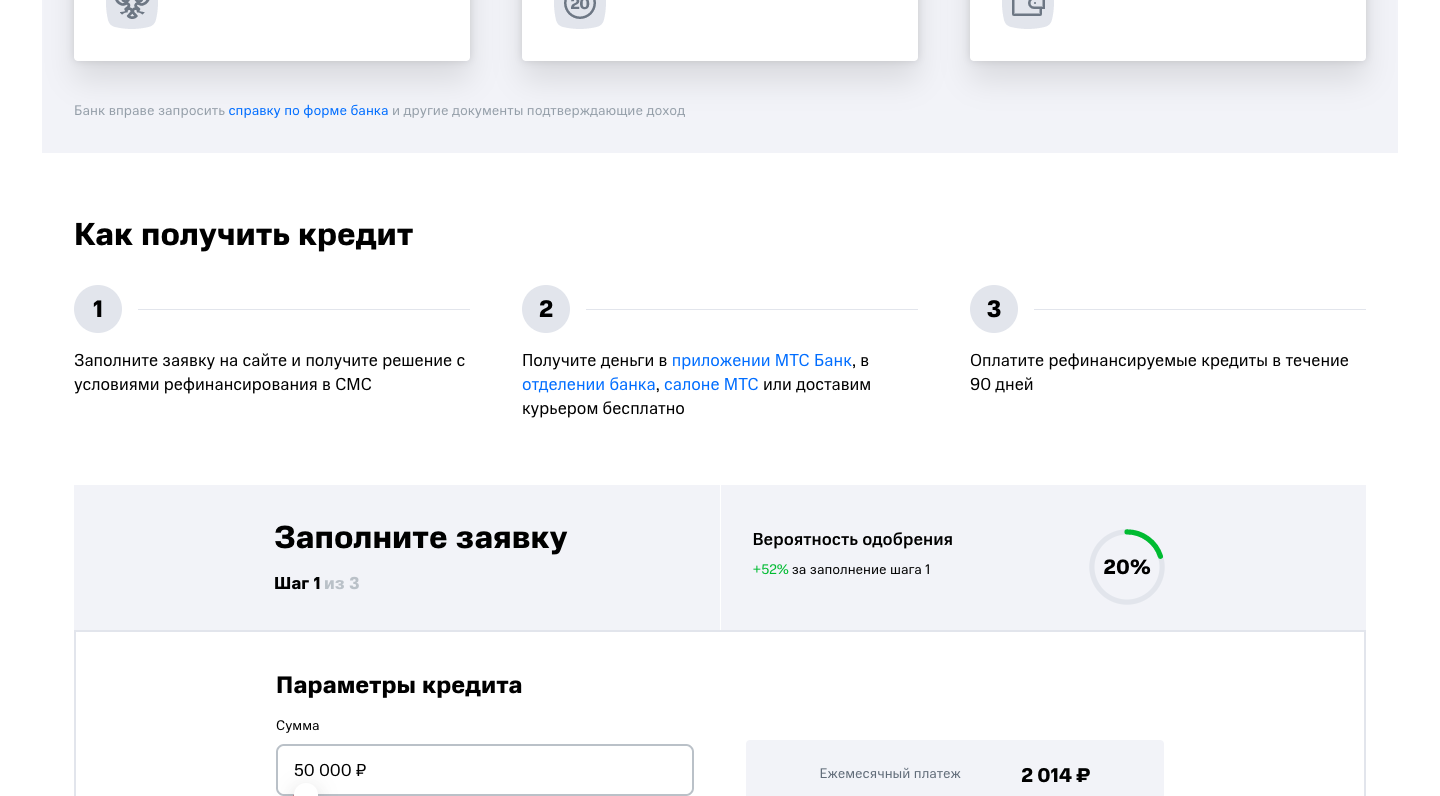 20
Банк вправе запросить справку по форме банка и другие документы подтверждающие доход
Как получить кредит
1
Заполните заявку на сайте и получите решение с
условиями рефинансирования в СМС
2
Получите деньги в приложении МТС Банк, в
отделении банка, салоне МТС или доставим
курьером бесплатно
3
Оплатите рефинансируемые кредиты в течение
90 дней
Заполните заявку
Шаг 1 из 3
Вероятность одобрения
+52% за заполнение шага 1
20%
Параметры кредита
Сумма
50 000 ₽
Ежемесячный платеж
2 014 ₽